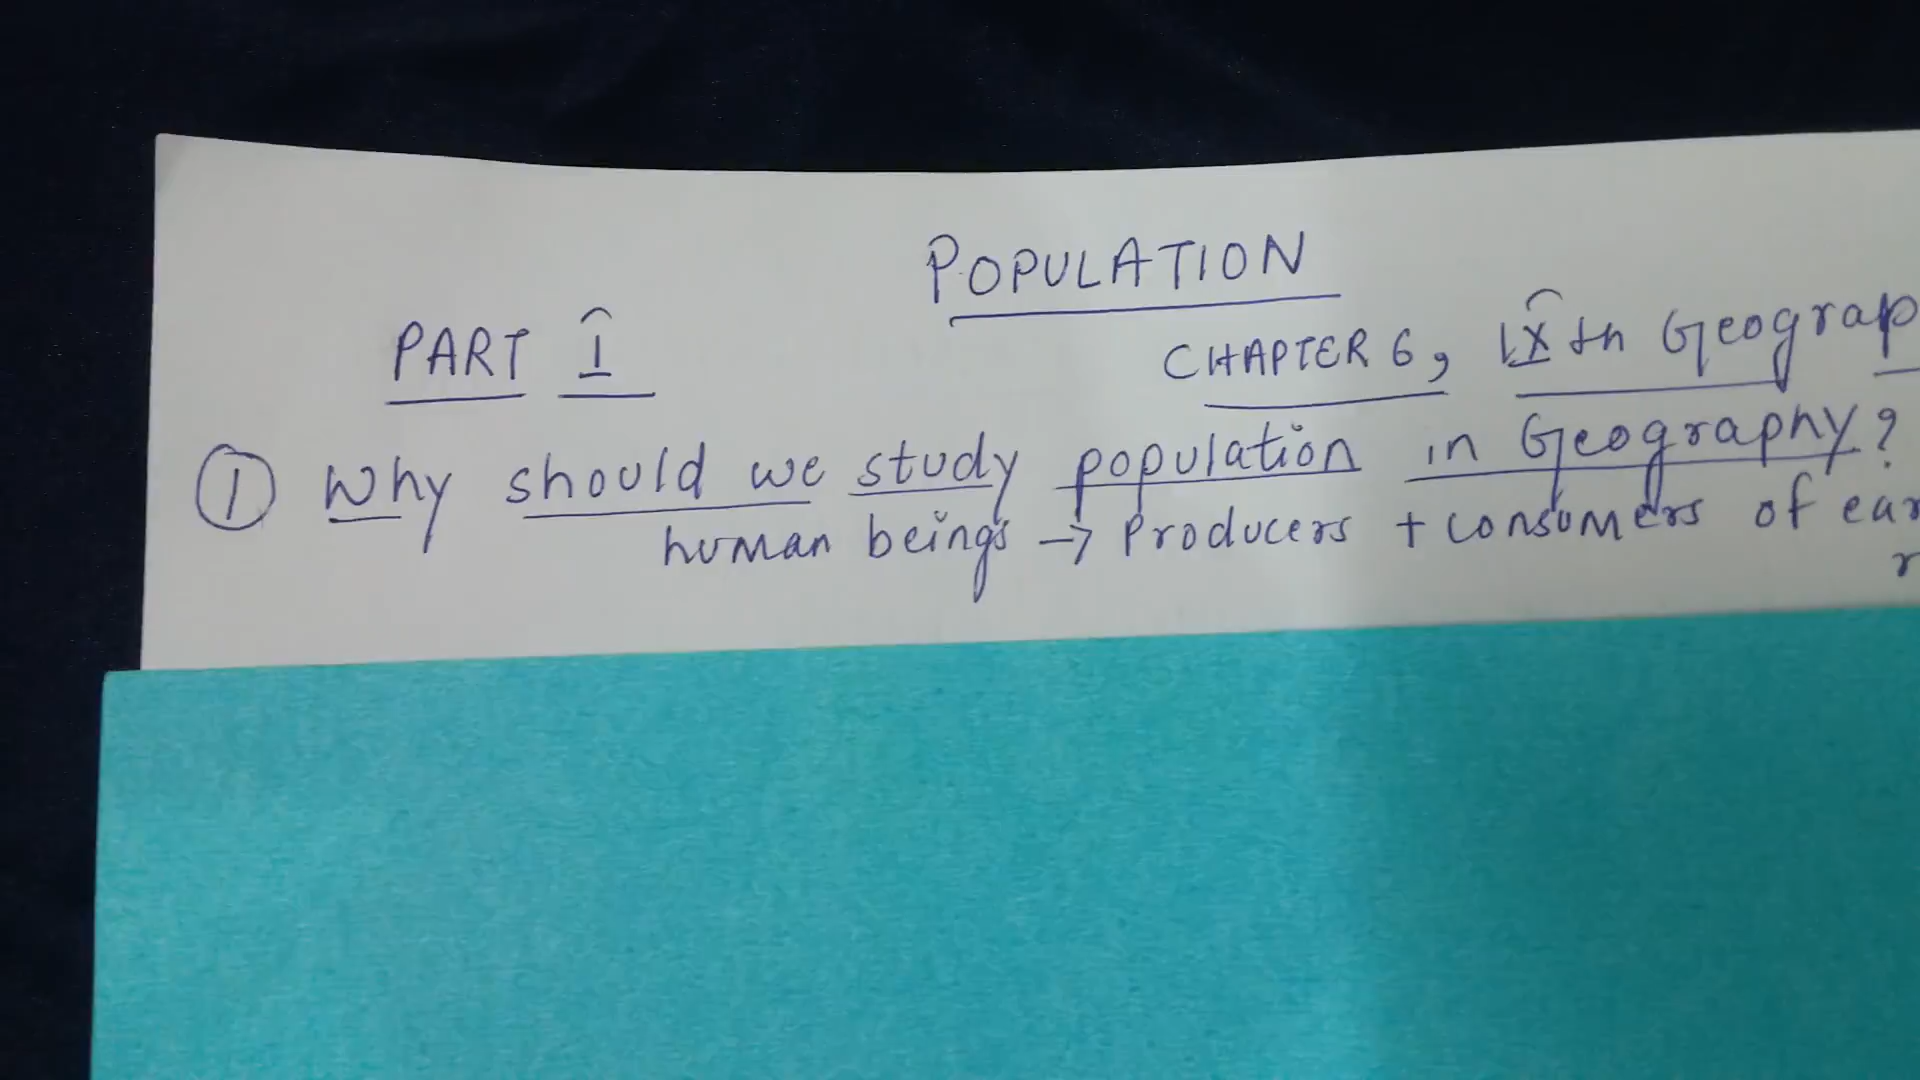 POPULATION
PART I
CHAPTER 6, IXth Geograp
① Why should we study population in Geography?
human beings → Producers + consumers of ear
r